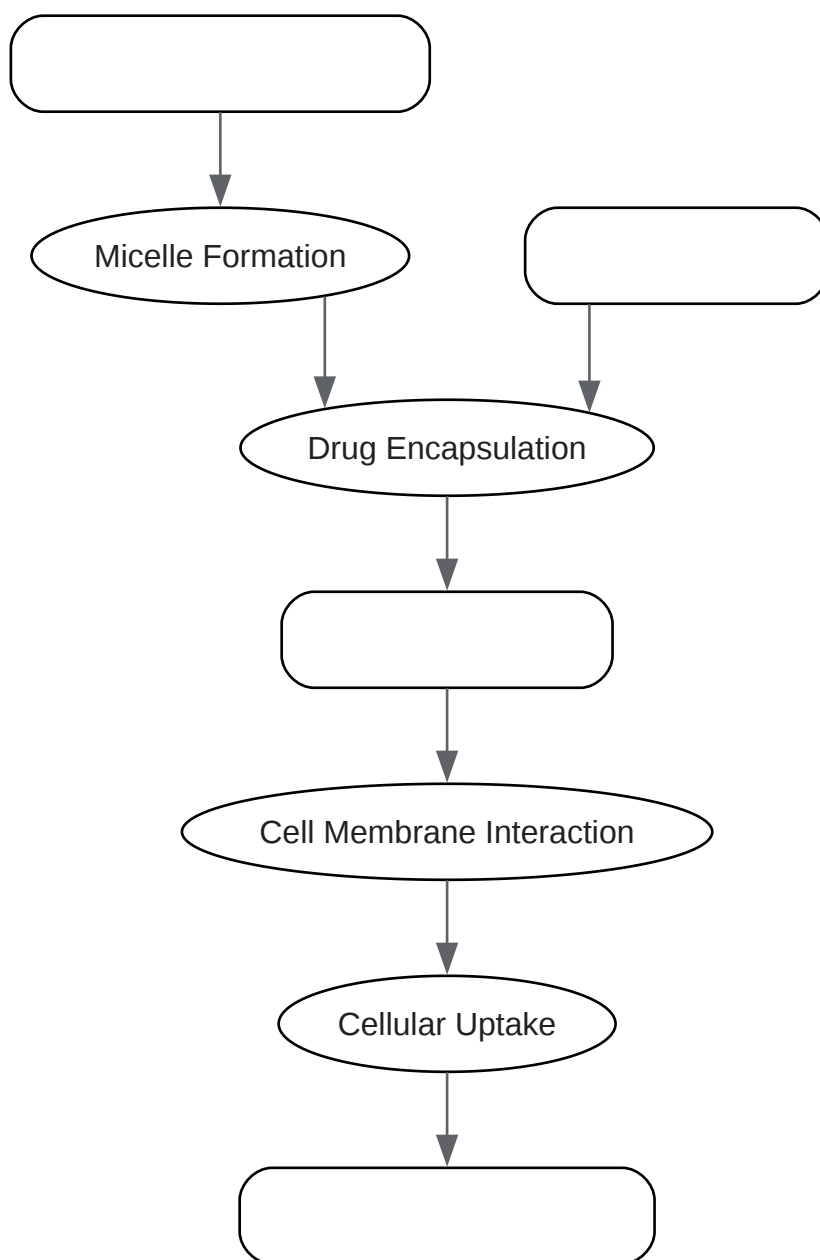 Micelle Formation
Drug Encapsulation
Cell Membrane Interaction
Cellular Uptake